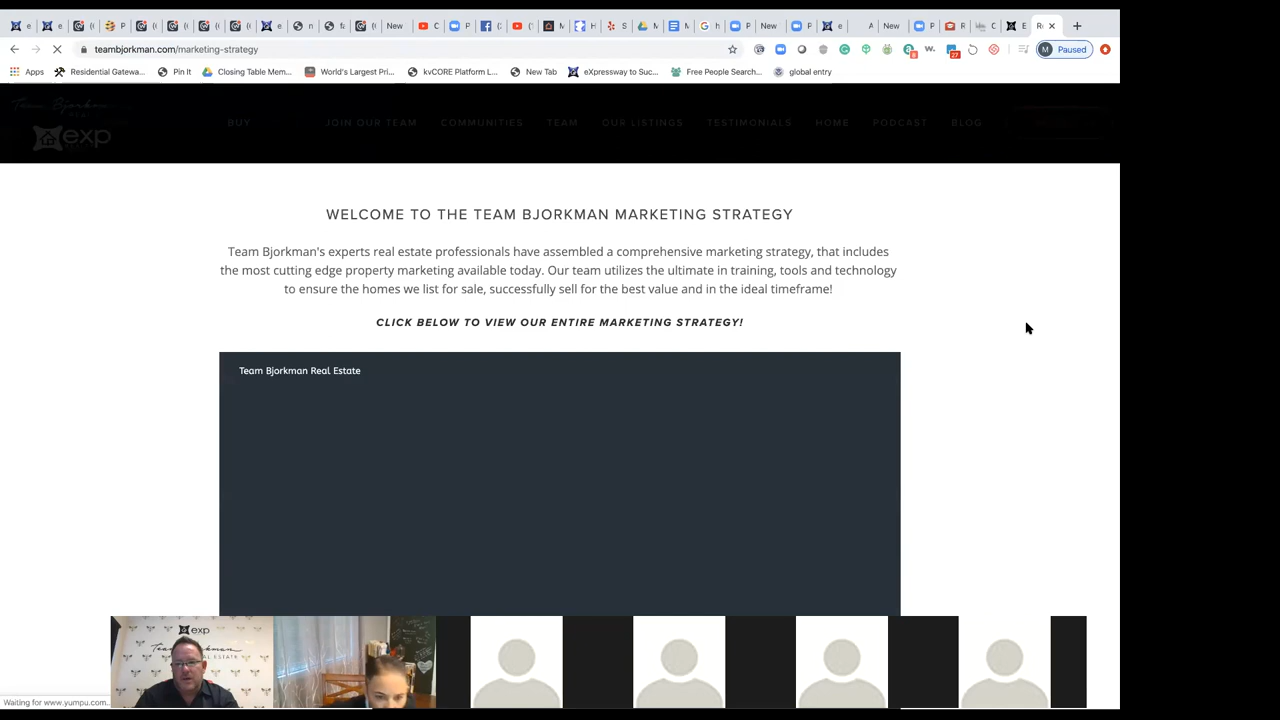 New
New
New
teambjorkman.com/marketing-strategy
Paused
Apps
Residential Gatewa...
Pin It
Closing Table Mem...
World's Largest Pri...
kvCORE Platform L...
New Tab
eXpressway to Suc...
Free People Search...
global entry
Team Bjorkman
exp
BUY
JOIN OUR TEAM
COMMUNITIES
TEAM
OUR LISTINGS
TESTIMONIALS
HOME
PODCAST
BLOG
WELCOME TO THE TEAM BJORKMAN MARKETING STRATEGY
Team Bjorkman's experts real estate professionals have assembled a comprehensive marketing strategy, that includes
the most cutting edge property marketing available today. Our team utilizes the ultimate in training, tools and technology
to ensure the homes we list for sale, successfully sell for the best value and in the ideal timeframe!
CLICK BELOW TO VIEW OUR ENTIRE MARKETING STRATEGY!
Team Bjorkman Real Estate
exp
Waiting for www.yumpu.com...